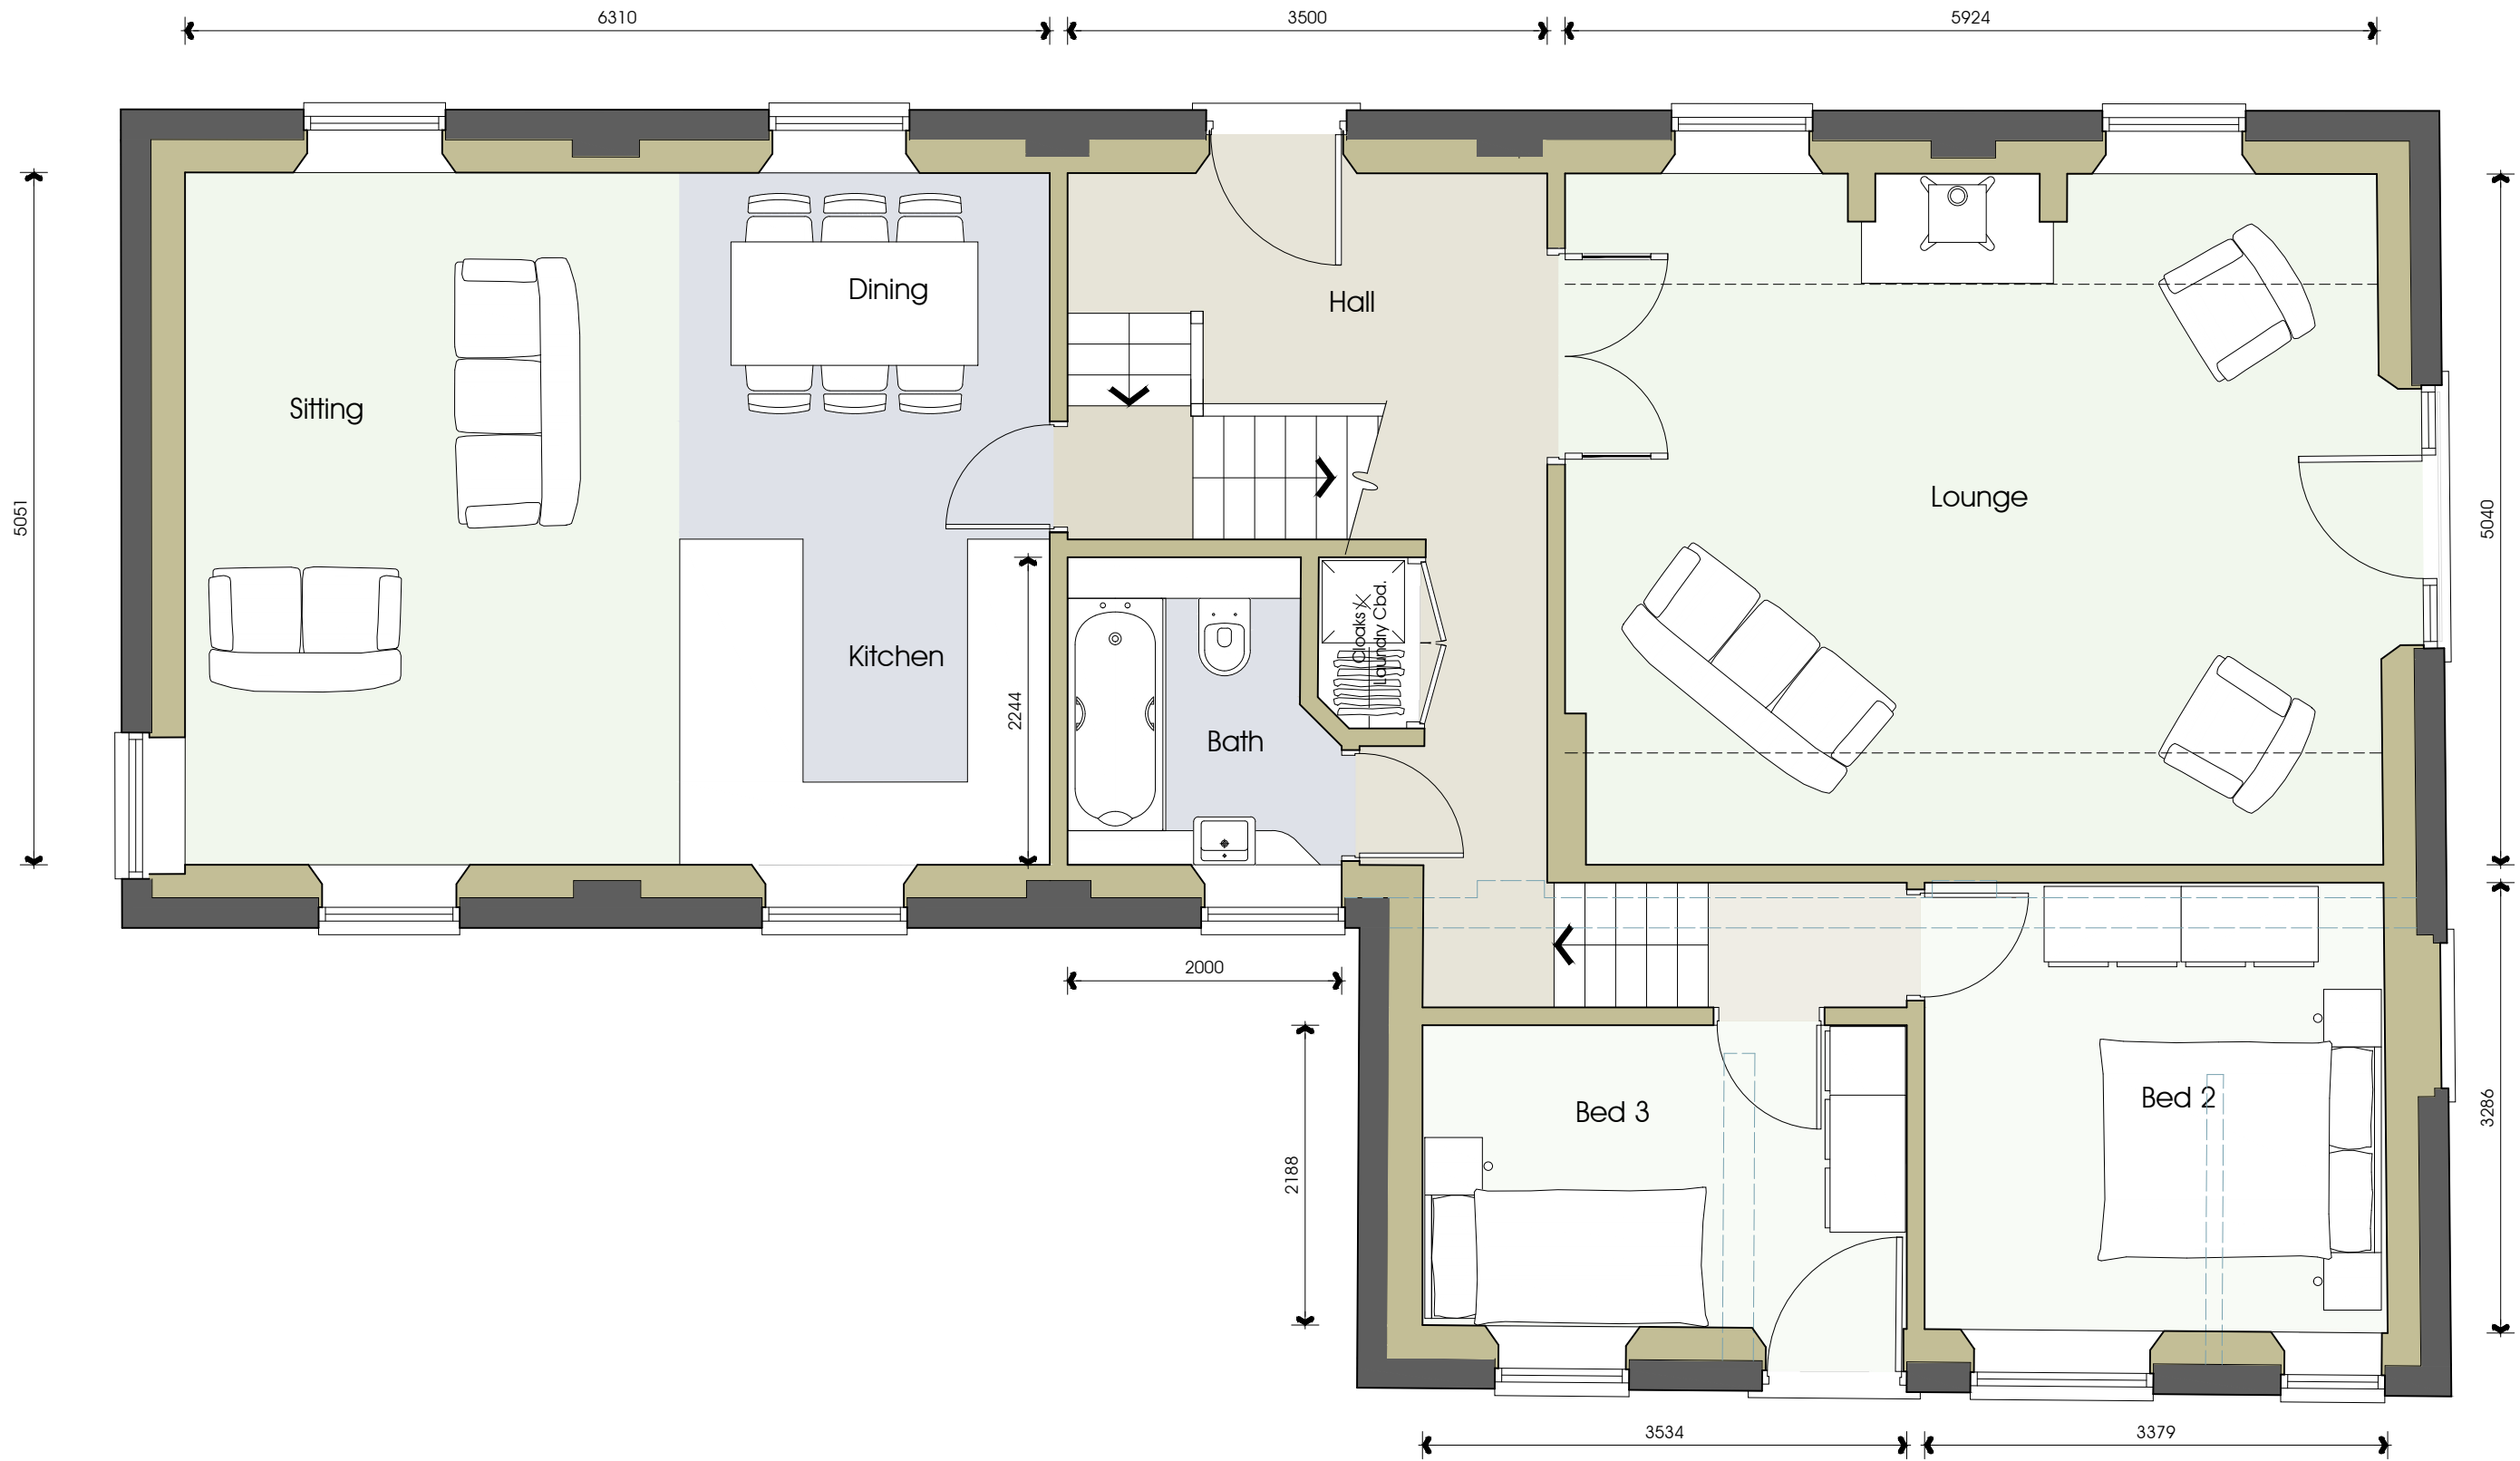 6310
3500
5924
Dining
Hall
Sitting
Lounge
5051
5040
Cloaks
Laundry Cbd.
Kitchen
2244
Bath
2000
3286
Bed 2
Bed 3
2188
3534
3379